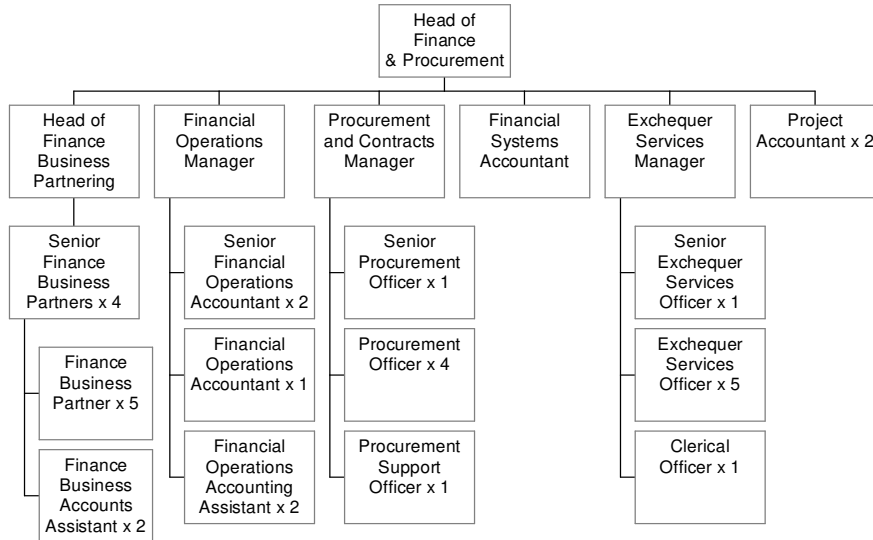 Head of
Finance
& Procurement
Head of
Finance
Business
Partnering
Financial
Operations
Manager
Procurement
and Contracts
Manager
Financial
Systems
Accountant
Exchequer
Services
Manager
Project
Accountant x 2
Senior
Finance
Business
Partners x 4
Finance
Business
Partner x 5
Finance
Business
Accounts
Assistant x 2
Senior
Financial
Operations
Accountant x 2
Financial
Operations
Accountant x 1
Financial
Operations
Accounting
Assistant x 2
Senior
Procurement
Officer x 1
Procurement
Officer x 4
Procurement
Support
Officer x 1
Senior
Exchequer
Services
Officer x 1
Exchequer
Services
Officer x 5
Clerical
Officer x 1